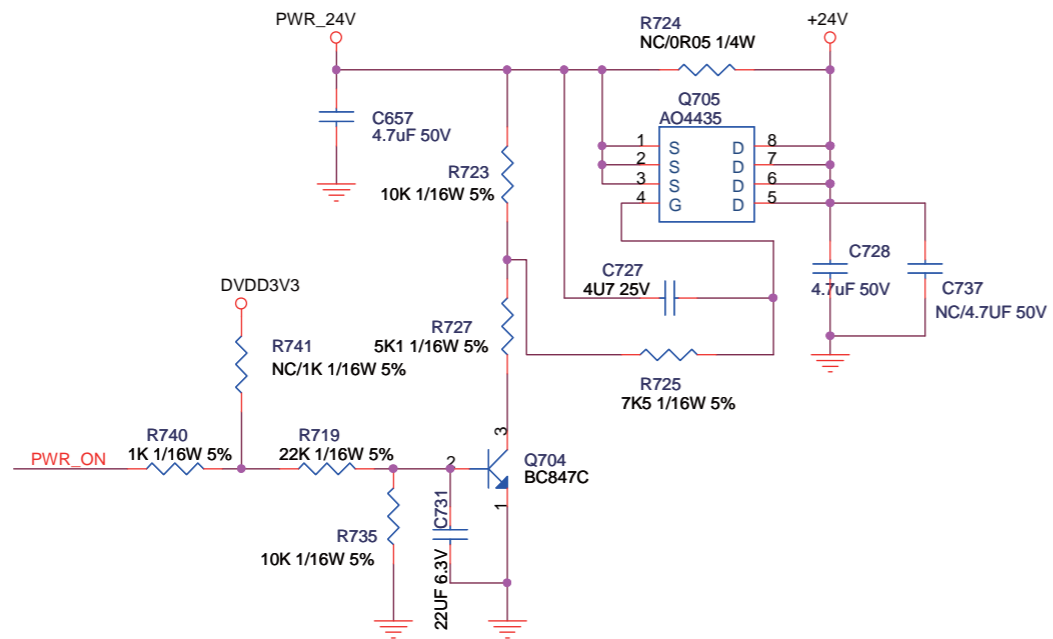 PWR_24V
R724
NC/0R05 1/4W
+24V
C657
4.7uF 50V
Q705
AO4435
1 S D 8
2 S D 7
3 S D 6
4 G D 5
R723
10K 1/16W 5%
C727
4U7 25V
C728
4.7uF 50V
C737
NC/4.7UF 50V
DVDD3V3
R741
NC/1K 1/16W 5%
R727
5K1 1/16W 5%
R725
7K5 1/16W 5%
PWR_ON
R740
1K 1/16W 5%
R719
22K 1/16W 5%
3
2
1
Q704
BC847C
R735
10K 1/16W 5%
C731
22UF 6.3V